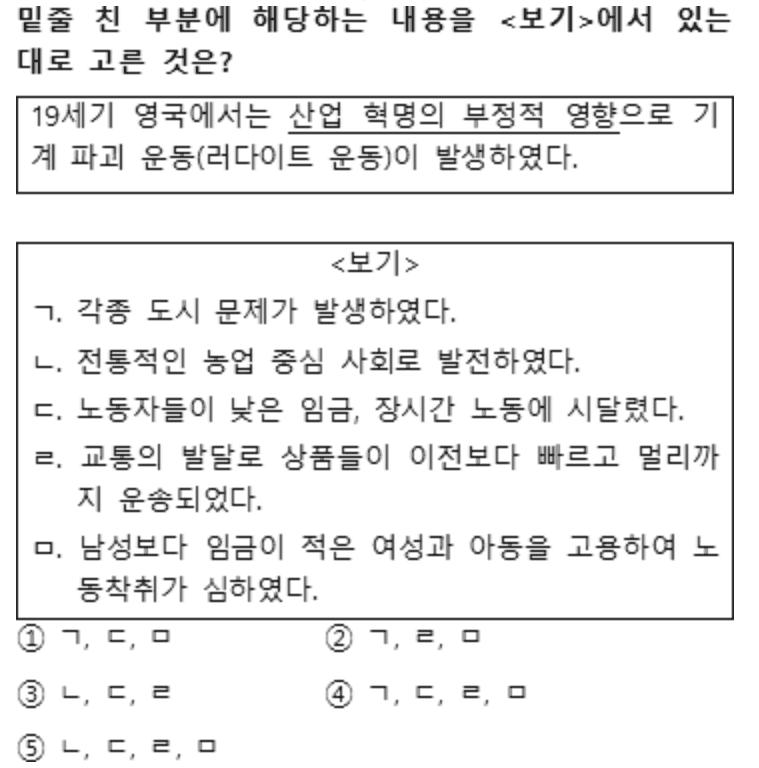 밑줄 친 부분에 해당하는 내용을 <보기>에서 있는
대로 고른 것은?
19세기 영국에서는 산업 혁명의 부정적 영향으로 기
계 파괴 운동(러다이트 운동)이 발생하였다.
<보기>
ㄱ. 각종 도시 문제가 발생하였다.
ㄴ. 전통적인 농업 중심 사회로 발전하였다.
ㄷ. 노동자들이 낮은 임금, 장시간 노동에 시달렸다.
ㄹ. 교통의 발달로 상품들이 이전보다 빠르고 멀리까
지 운송되었다.
ㅁ. 남성보다 임금이 적은 여성과 아동을 고용하여 노
동착취가 심하였다.
① ㄱ, ㄷ, ㅁ ② ㄱ, ㄹ, ㅁ
③ ㄴ, ㄷ, ㄹ ④ ㄱ, ㄷ, ㄹ, ㅁ
⑤ ㄴ, ㄷ, ㄹ, ㅁ